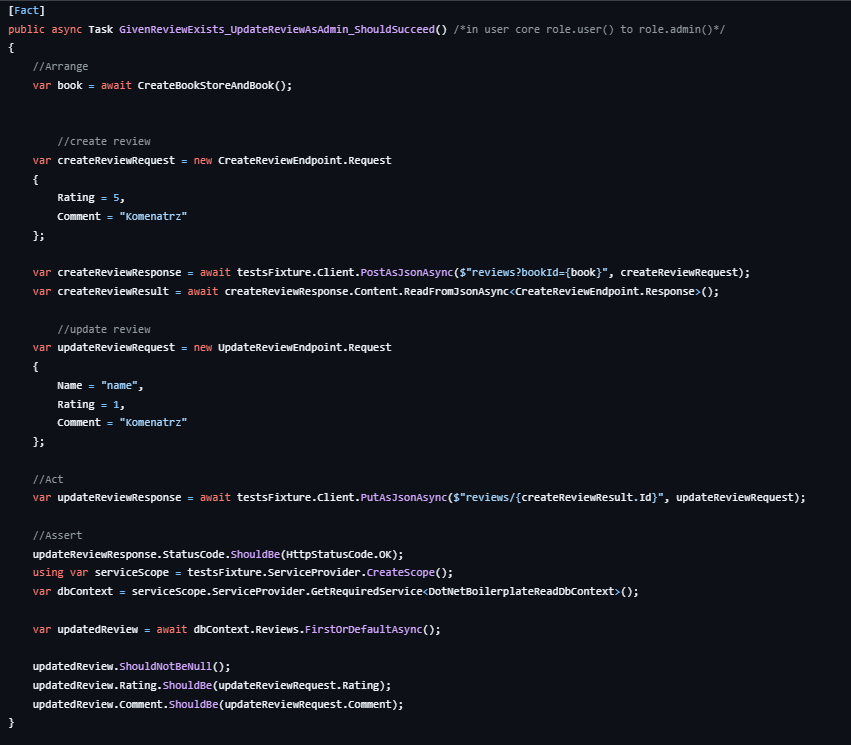 [Fact]
public async Task GivenReviewExists_UpdateReviewAsAdmin_ShouldSucceed() /*in user core role.user() to role.admin()*/
{
    //Arrange
    var book = await CreateBookStoreAndBook();
        //create review
    var createReviewRequest = new CreateReviewEndpoint.Request
    {
        Rating = 5,
        Comment = "Komenatrz"
    };
    var createReviewResponse = await testsFixture.Client.PostAsJsonAsync($"reviews?bookId={book}", createReviewRequest);
    var createReviewResult = await createReviewResponse.Content.ReadFromJsonAsync<CreateReviewEndpoint.Response>();
        //update review
    var updateReviewRequest = new UpdateReviewEndpoint.Request
    {
        Name = "name",
        Rating = 1,
        Comment = "Komenatrz"
    };
    //Act
    var updateReviewResponse = await testsFixture.Client.PutAsJsonAsync($"reviews/{createReviewResult.Id}", updateReviewRequest);
    //Assert
    updateReviewResponse.StatusCode.ShouldBe(HttpStatusCode.OK);
    using var serviceScope = testsFixture.ServiceProvider.CreateScope();
    var dbContext = serviceScope.ServiceProvider.GetRequiredService<DotNetBoilerplateReadDbContext>();
    var updatedReview = await dbContext.Reviews.FirstOrDefaultAsync();
    updatedReview.ShouldNotBeNull();
    updatedReview.Rating.ShouldBe(updateReviewRequest.Rating);
    updatedReview.Comment.ShouldBe(updateReviewRequest.Comment);
}